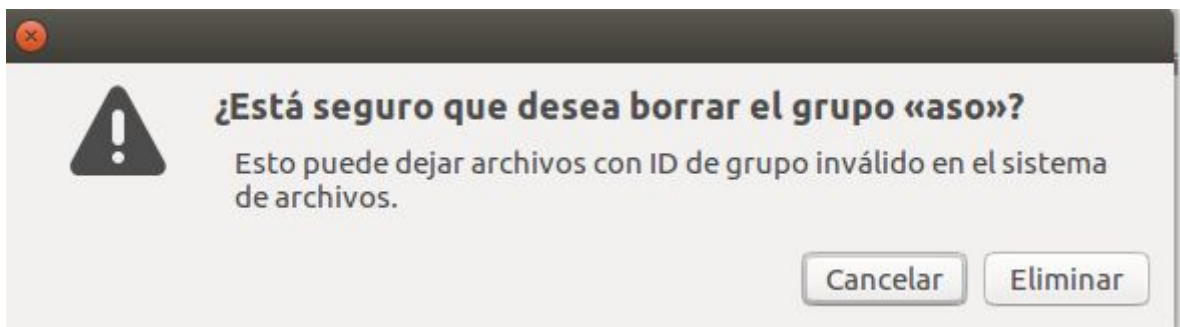 ¿Está seguro que desea borrar el grupo «aso»?
Esto puede dejar archivos con ID de grupo inválido en el sistema
de archivos.
Cancelar Eliminar